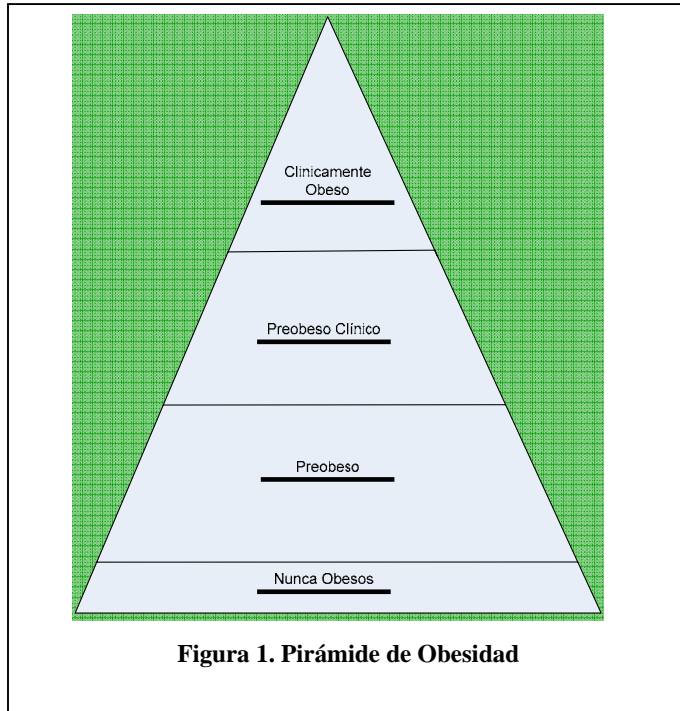 Clinicamente
Obeso
Preobeso Clínico
Preobeso
Nunca Obesos
Figura 1. Pirámide de Obesidad